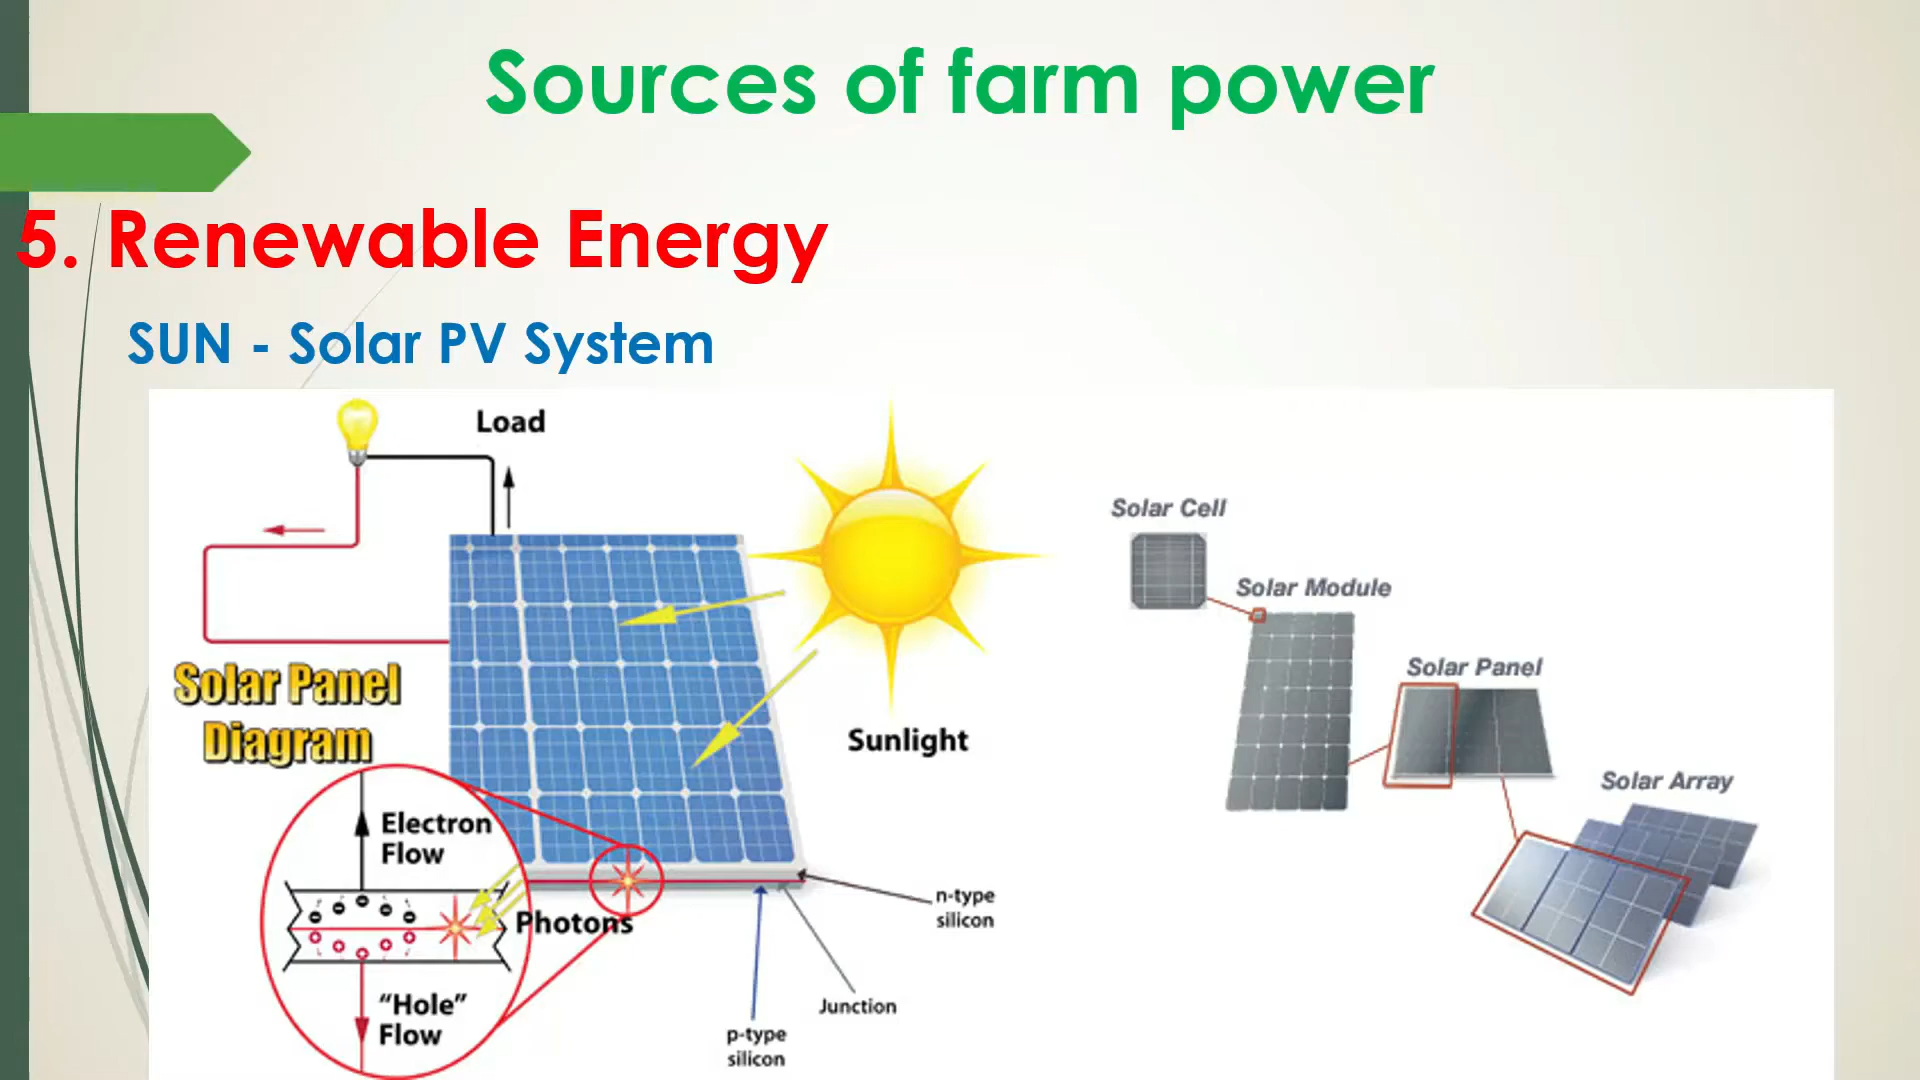 Sources of farm power
5. Renewable Energy
SUN - Solar PV System
Load
Sunlight
Solar Panel
Diagram
Electron
Flow
Photons
"Hole"
Flow
n-type
silicon
Junction
p-type
silicon
Solar Cell
Solar Module
Solar Panel
Solar Array